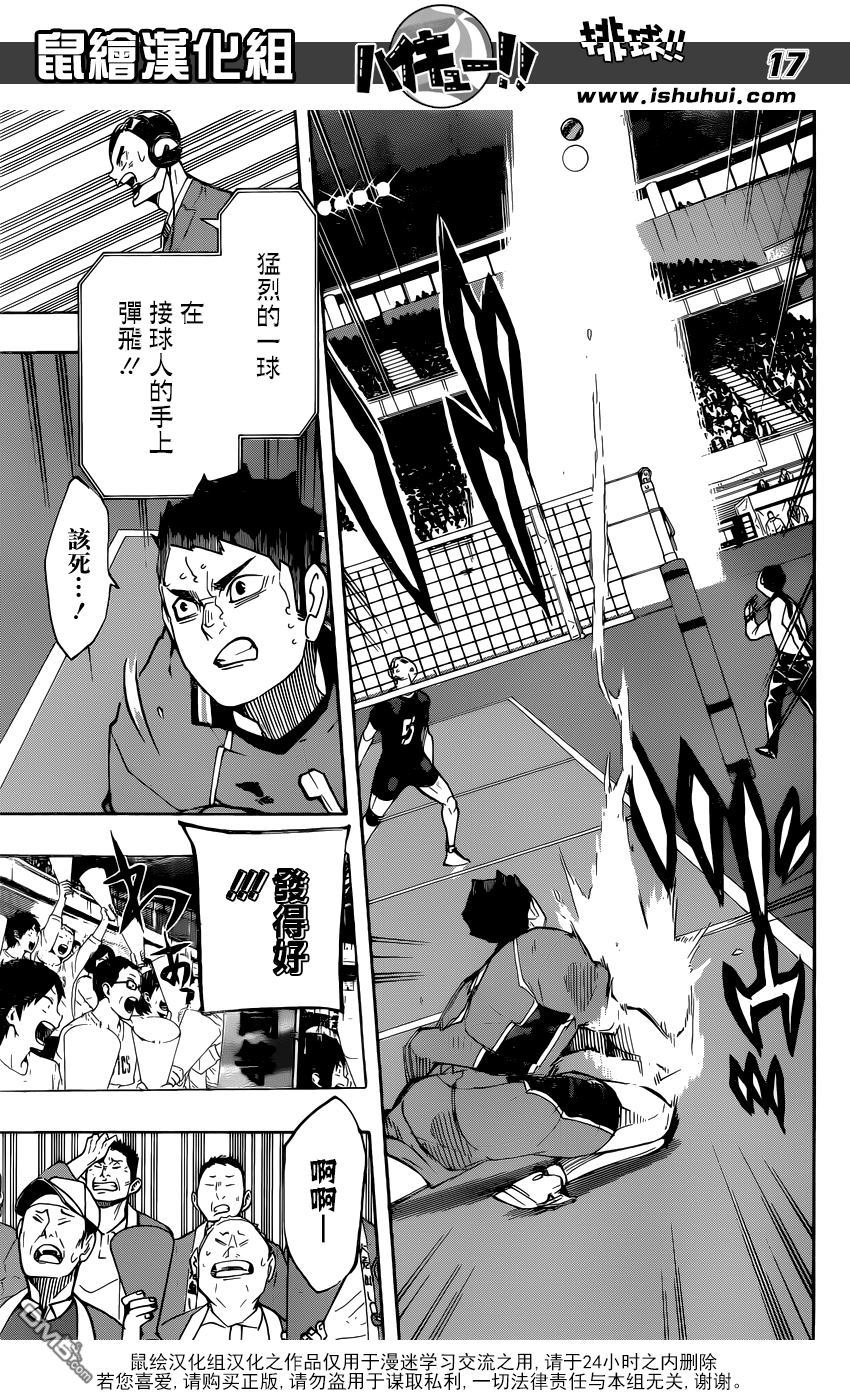 鼠繪漢化組
ハイキュー!!
排球!!
17
www.ishuhui.com
猛烈的一球
在
接球人的手上
彈飛!!
該死…!
5
1
發得好
!!!
わあ
啊啊—
鼠绘汉化组汉化之作品仅用于漫迷学习交流之用, 请于24小时之内删除
若您喜爱, 请购买正版, 请勿用于谋取私利, 一切法律责任与本组无关, 谢谢。